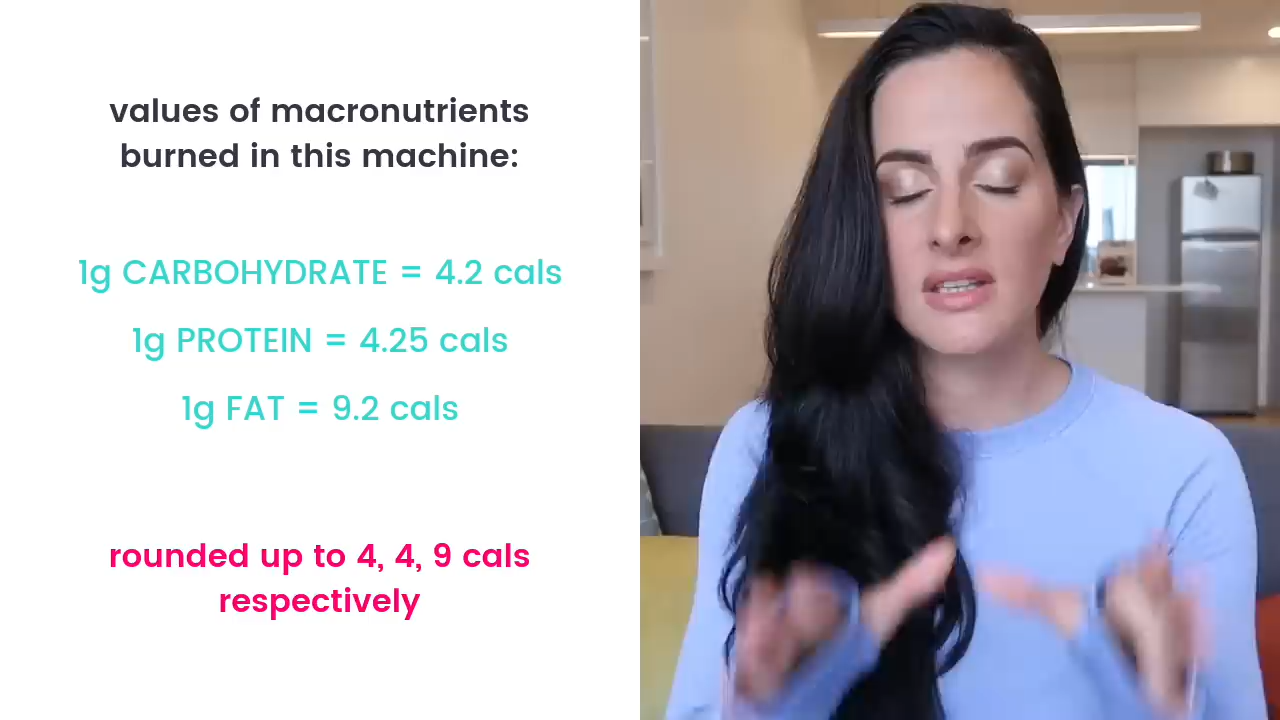 values of macronutrients
burned in this machine:
1g CARBOHYDRATE = 4.2 cals
1g PROTEIN = 4.25 cals
1g FAT = 9.2 cals
rounded up to 4, 4, 9 cals
respectively